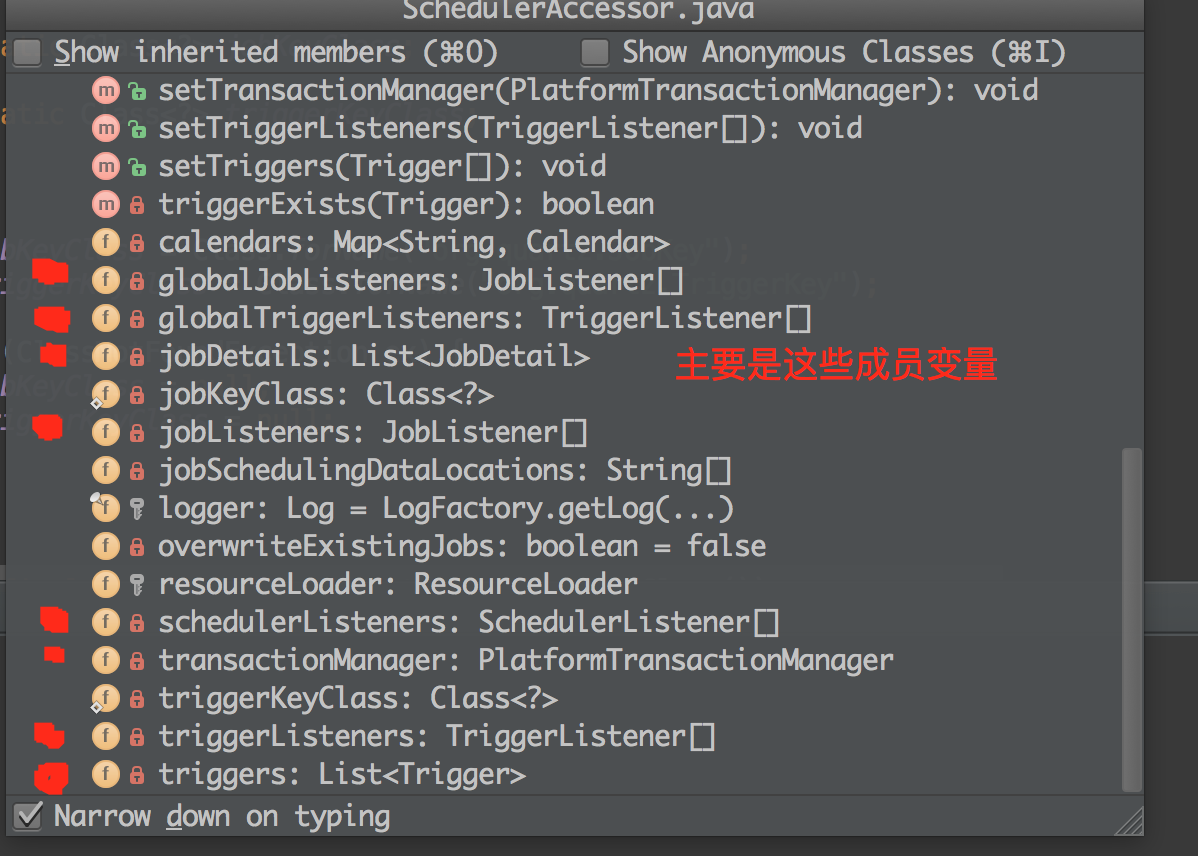 SchedulerAccessor.java
Show inherited members (⌘O) Show Anonymous Classes (⌘I)
setTransactionManager(PlatformTransactionManager): void
setTriggerListeners(TriggerListener[]): void
setTriggers(Trigger[]): void
triggerExists(Trigger): boolean
calendars: Map<String, Calendar>
globalJobListeners: JobListener[]
globalTriggerListeners: TriggerListener[]
jobDetails: List<JobDetail> 主要是这些成员变量
jobKeyClass: Class<?>
jobListeners: JobListener[]
jobSchedulingDataLocations: String[]
logger: Log = LogFactory.getLog(...)
overwriteExistingJobs: boolean = false
resourceLoader: ResourceLoader
schedulerListeners: SchedulerListener[]
transactionManager: PlatformTransactionManager
triggerKeyClass: Class<?>
triggerListeners: TriggerListener[]
triggers: List<Trigger>
Narrow down on typing